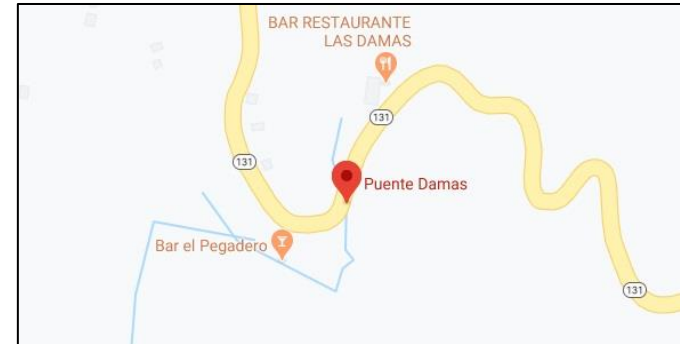 BAR RESTAURANTE
LAS DAMAS
131
131
Puente Damas
Bar el Pegadero
131